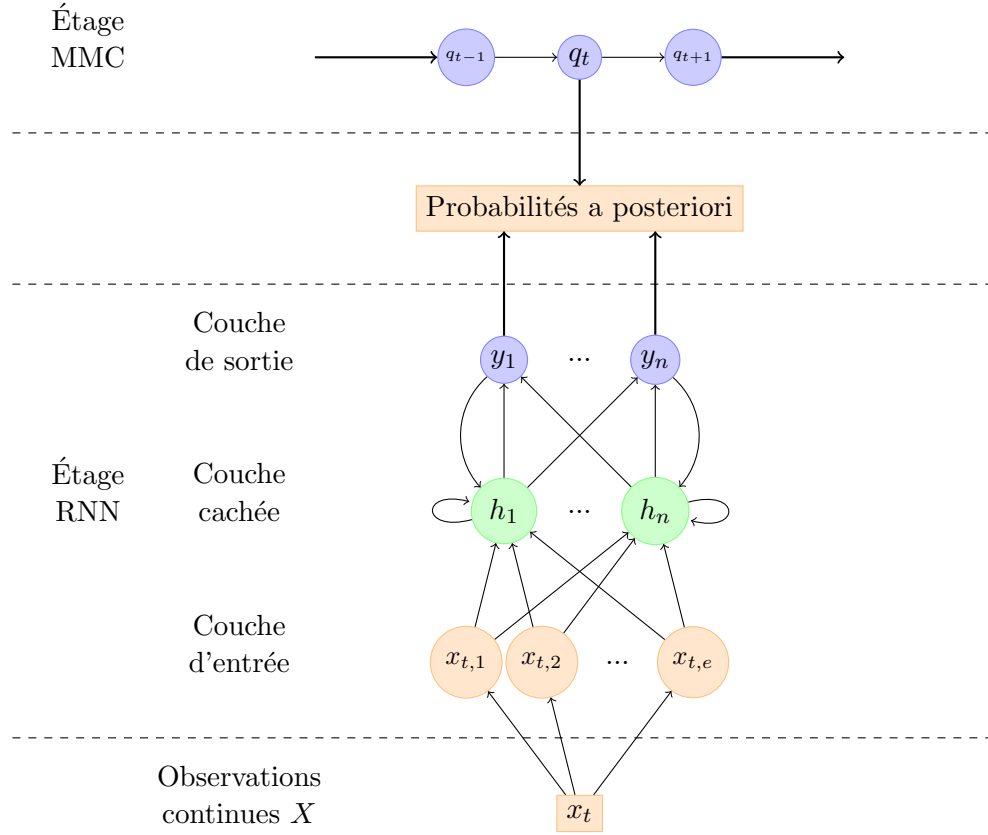 Étage
MMC
q_{t−1} q_t q_{t+1}
Probabilités a posteriori
Couche
de sortie
y_1 ... y_n
Étage
RNN
Couche
cachée
h_1 ... h_n
Couche
d'entrée
x_{t,1} x_{t,2} ... x_{t,e}
Observations
continues X
x_t